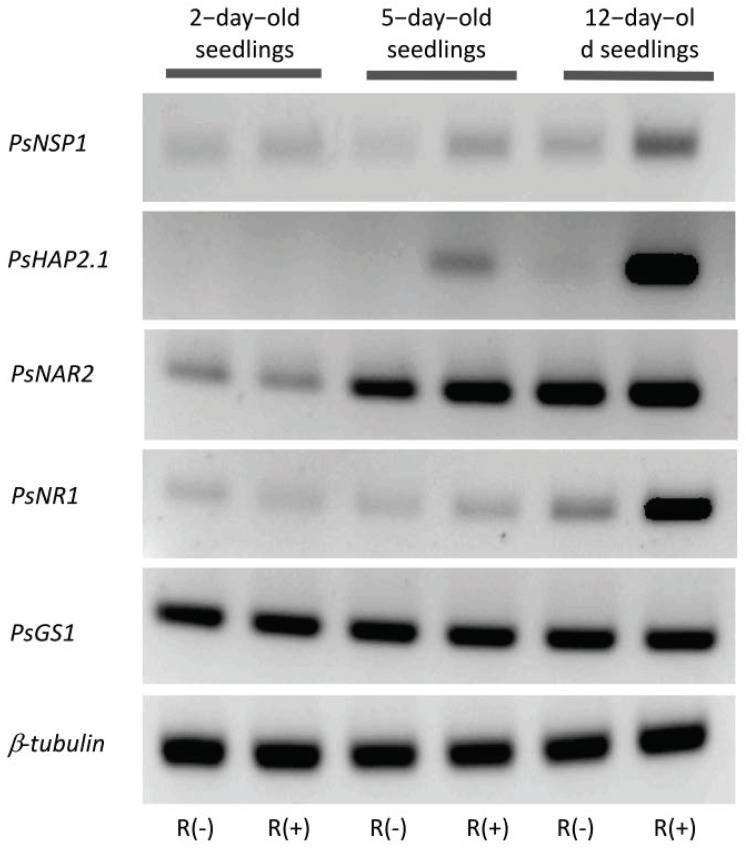 2−day−old
seedlings
5-day-old
seedlings
12−day-ol
d seedlings
PsNSP1
PsHAP2.1
PsNAR2
PsNR1
PsGS1
β-tubulin
R(-) R(+) R(-) R(+) R(-) R(+)